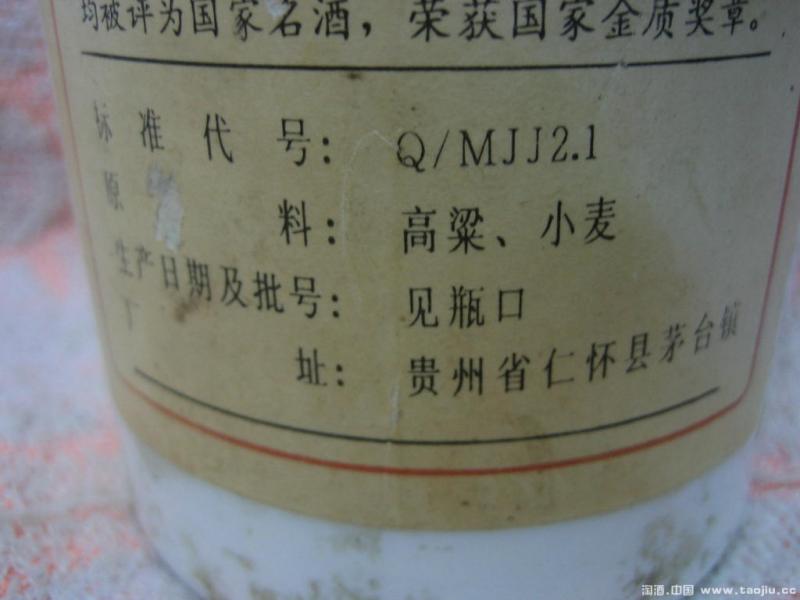 均被评为国家名酒，荣获国家金质奖章。
标准代号：Q/MJJ2.1
原料：高粱、小麦
生产日期及批号：见瓶口
厂址：贵州省仁怀县茅台镇
淘酒.中国 www.taojiu.cc